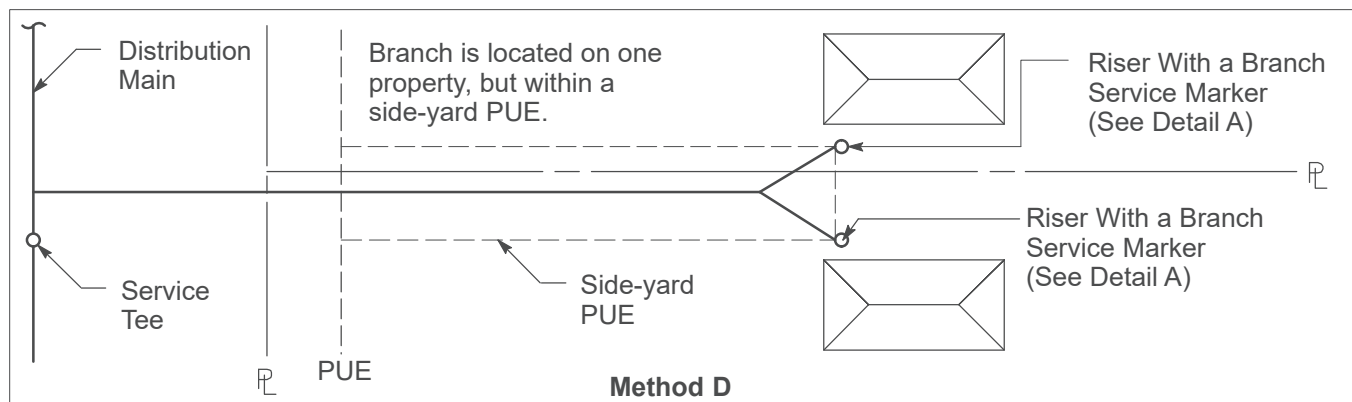 Distribution
Main
Branch is located on one
property, but within a
side-yard PUE.
Riser With a Branch
Service Marker
(See Detail A)
℄
Riser With a Branch
Service Marker
(See Detail A)
Service
Tee
Side-yard
PUE
PL
PUE
Method D